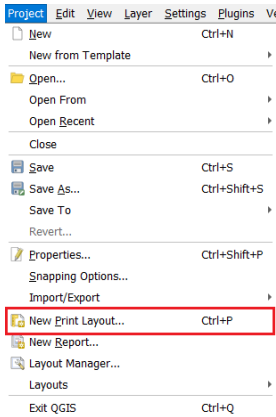 Project Edit View Layer Settings Plugins Ve
New Ctrl+N
New from Template
Open... Ctrl+O
Open From
Open Recent
Close
Save Ctrl+S
Save As... Ctrl+Shift+S
Save To
Revert...
Properties... Ctrl+Shift+P
Snapping Options...
Import/Export
New Print Layout... Ctrl+P
New Report...
Layout Manager...
Layouts
Exit QGIS Ctrl+Q